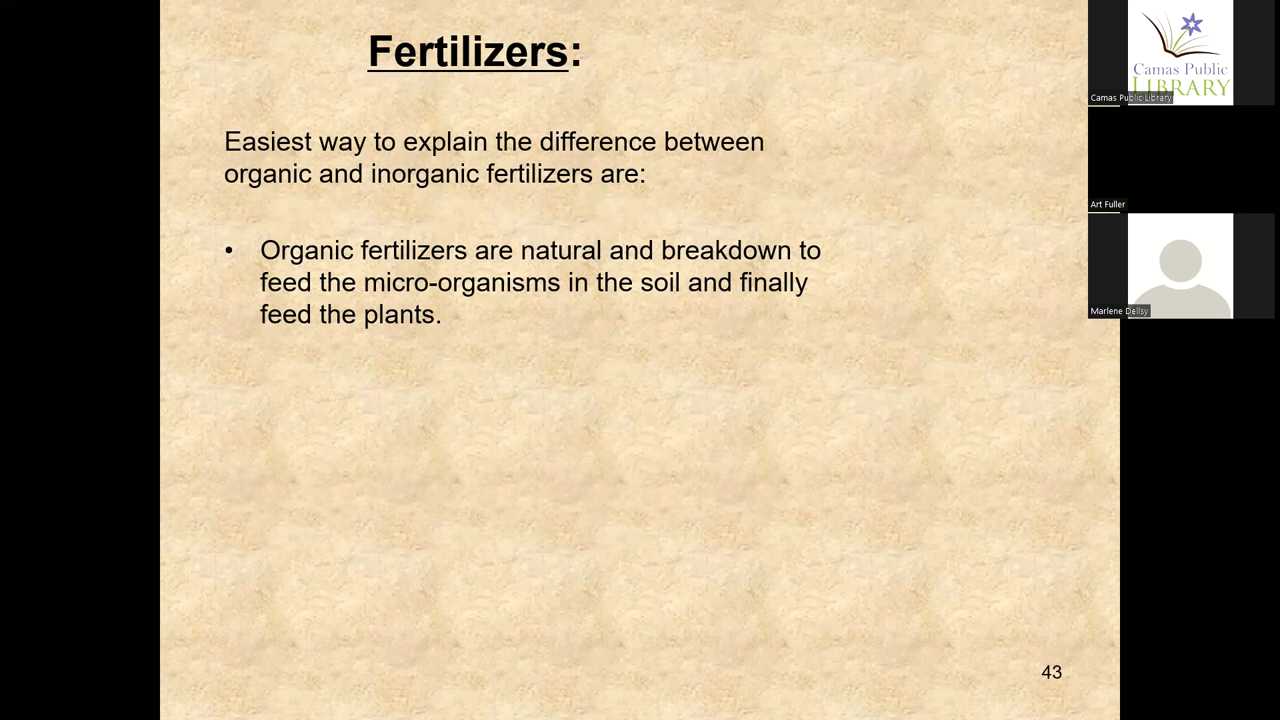 Fertilizers:
Easiest way to explain the difference between
organic and inorganic fertilizers are:
• Organic fertilizers are natural and breakdown to
feed the micro-organisms in the soil and finally
feed the plants.
43
Camas Public
LIBRARY
Camas Public Library
Art Fuller
Marlene Dellsy